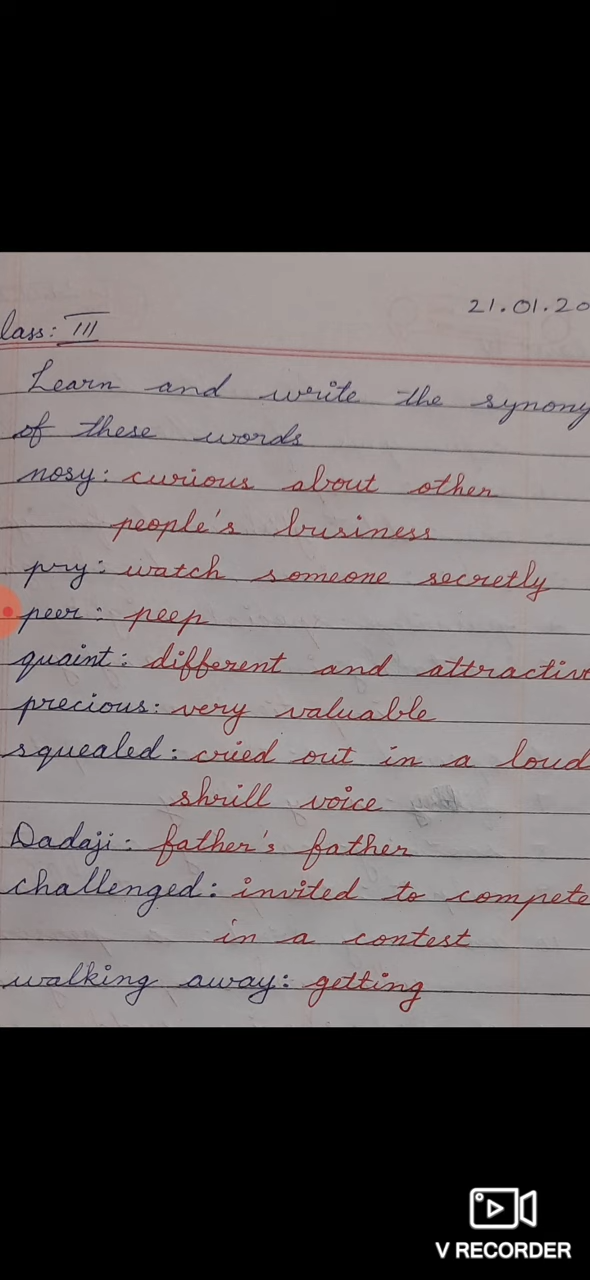 21.01.20
lass: III
Learn and write the synony
of these words
nosy: curious about other
people's business
pry: watch someone secretly
peer: peep
quaint: different and attractive
precious: very valuable
squealed: cried out in a loud
shrill voice
Dadaji: father's father
challenged: invited to compete
in a contest
walking away: getting
V RECORDER